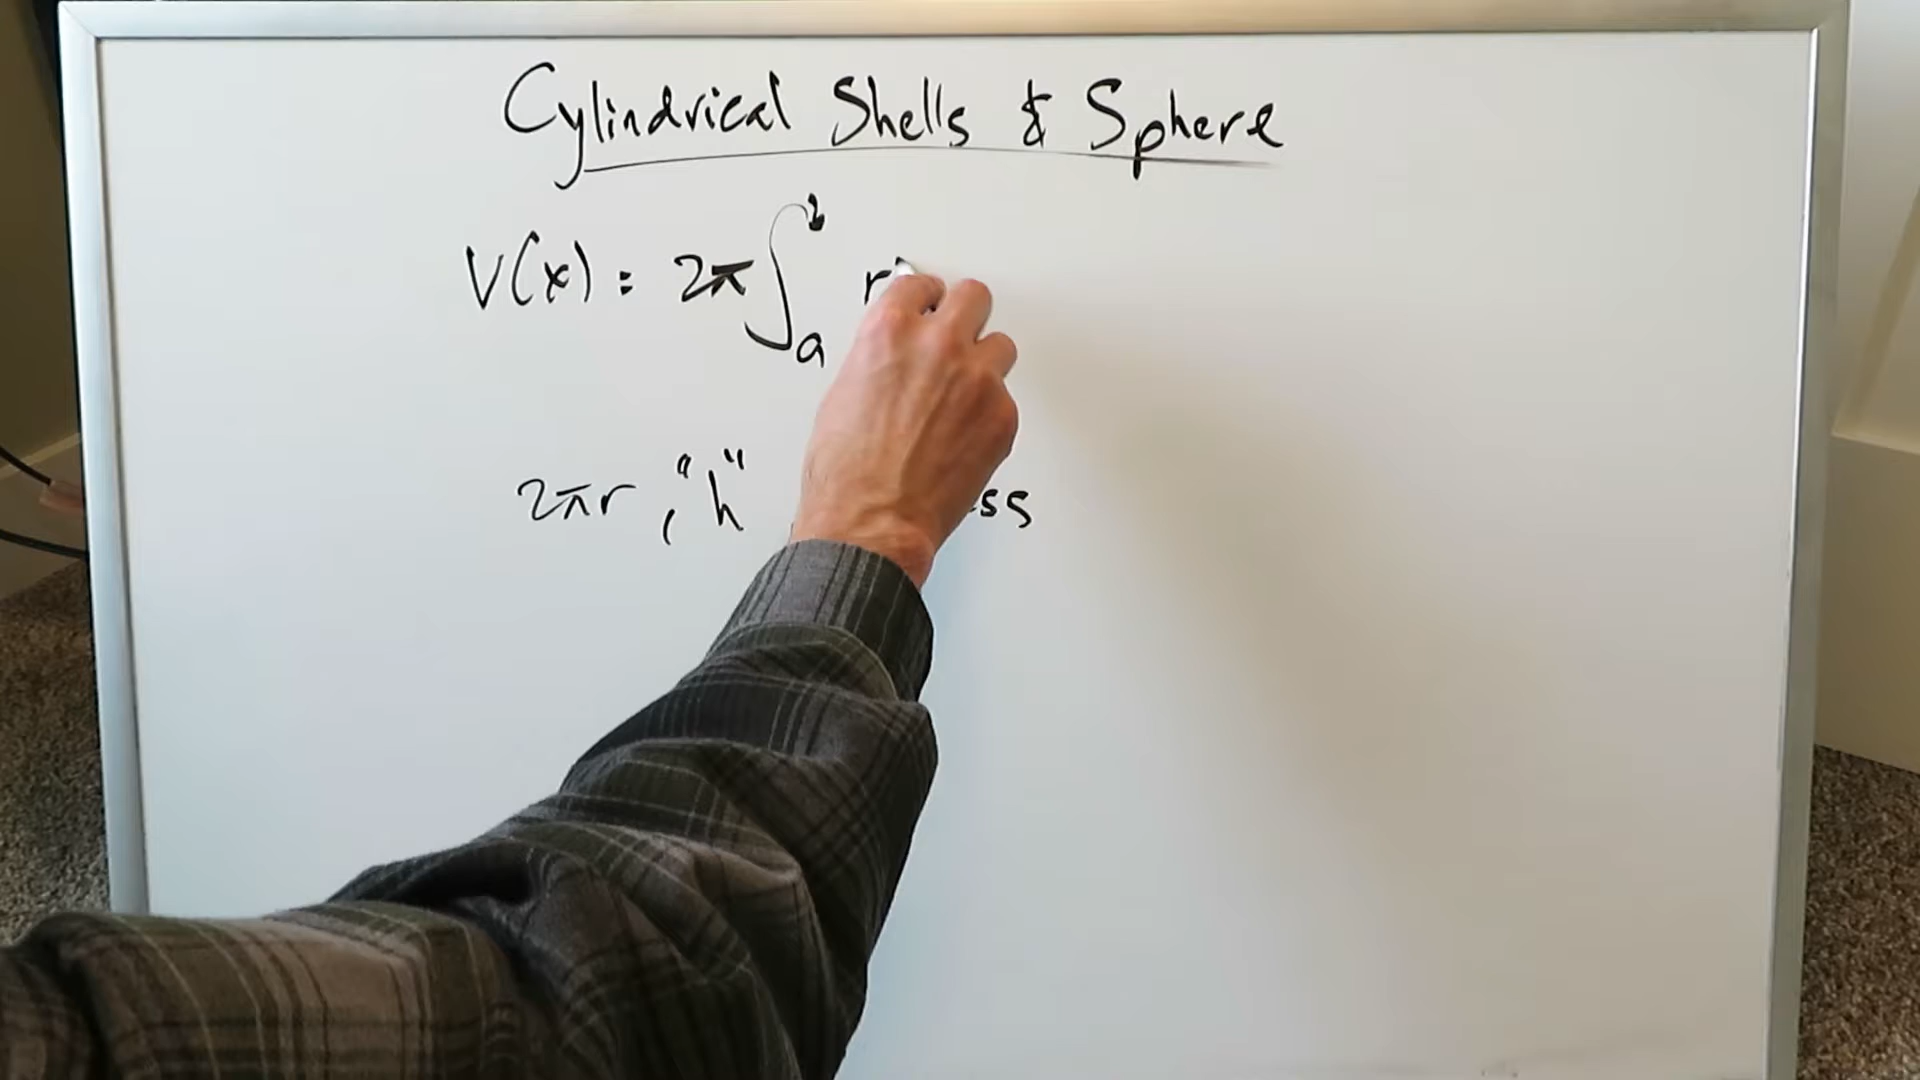 Cylindrical Shells & Sphere
V(x) = 2π∫ₐᵇ r
2πr, "h"